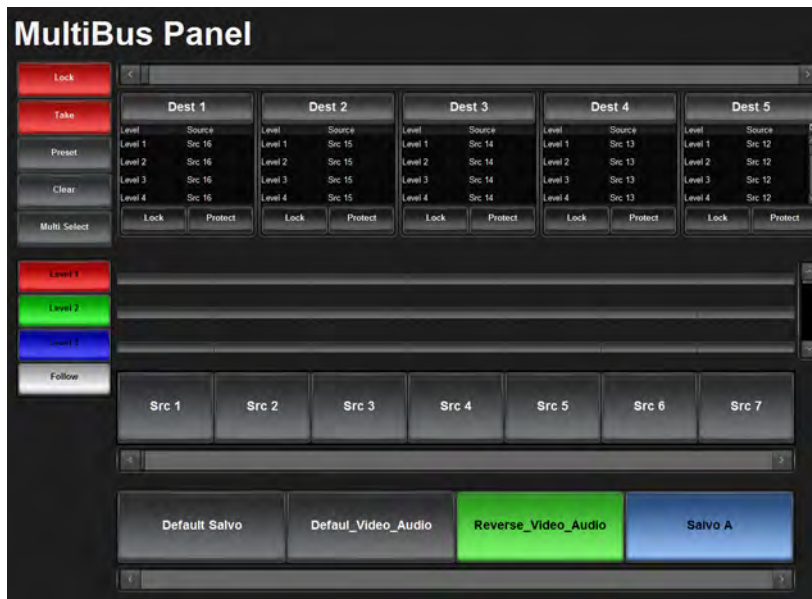 MultiBus Panel
Lock
Take
Preset
Clear
Multi Select
Dest 1 Dest 2 Dest 3 Dest 4 Dest 5
Level Source Level Source Level Source Level Source Level Source
Level 1 Src 16 Level 1 Src 15 Level 1 Src 14 Level 1 Src 13 Level 1 Src 12
Level 2 Src 16 Level 2 Src 15 Level 2 Src 14 Level 2 Src 13 Level 2 Src 12
Level 3 Src 16 Level 3 Src 15 Level 3 Src 14 Level 3 Src 13 Level 3 Src 12
Level 4 Src 16 Level 4 Src 15 Level 4 Src 14 Level 4 Src 13 Level 4 Src 12
Lock Protect Lock Protect Lock Protect Lock Protect Lock Protect
Level 1
Level 2
Level 3
Follow
Src 1 Src 2 Src 3 Src 4 Src 5 Src 6 Src 7
Default Salvo Defaul_Video_Audio Reverse_Video_Audio Salvo A